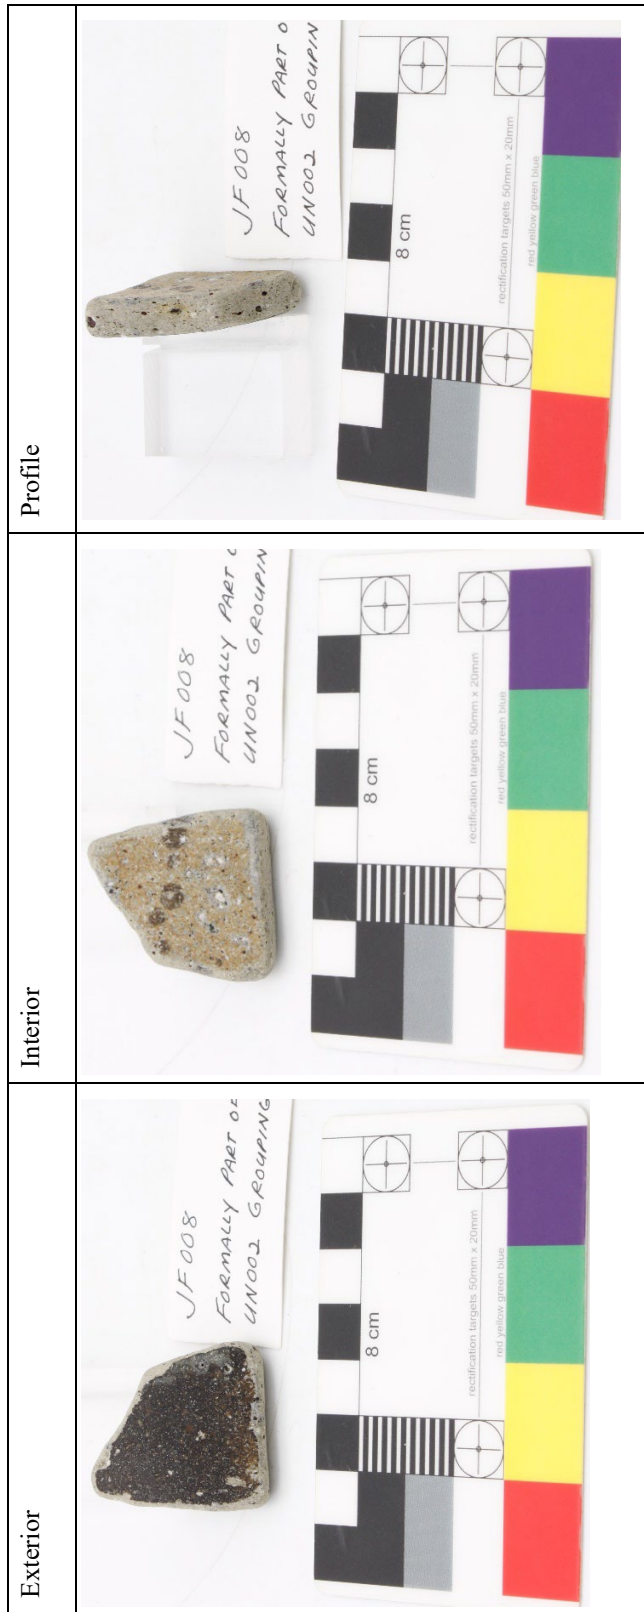 Profile
JF008
FORMALLY PART O
UN002 GROUPIN
8 cm
rectification targets 50mm x 20mm
red yellow green blue
Interior
JF008
FORMALLY PART
UN002 GROUPIN
8 cm
rectification targets 50mm x 20mm
red yellow green blue
Exterior
JF008
FORMALLY PART OF
UN002 GROUPING
8 cm
rectification targets 50mm x 20mm
red yellow green blue